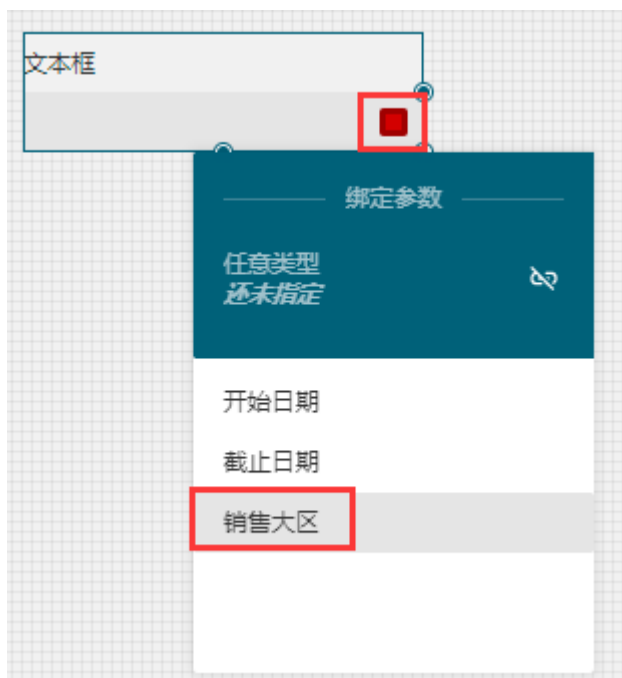 文本框
绑定参数
任意类型
还未指定
开始日期
截止日期
销售大区